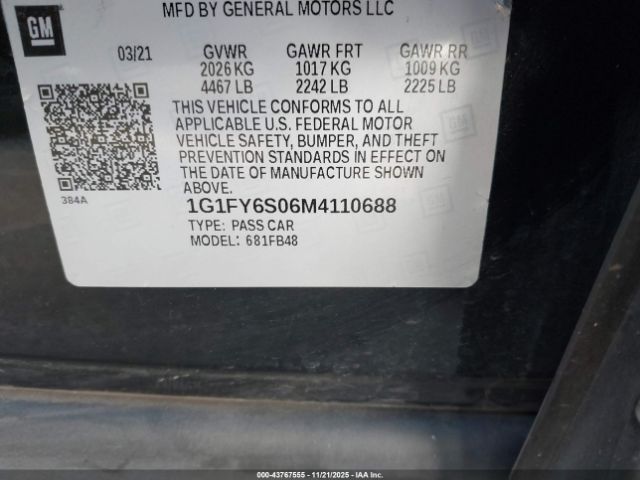 MFD BY GENERAL MOTORS LLC
GM
03/21 GVWR GAWR FRT GAWR RR
2026 KG 1017 KG 1009 KG
4467 LB 2242 LB 2225 LB
THIS VEHICLE CONFORMS TO ALL
APPLICABLE U.S. FEDERAL MOTOR
VEHICLE SAFETY, BUMPER, AND THEFT
PREVENTION STANDARDS IN EFFECT ON
THE DATE OF MANUFACTURE SHOWN
ABOVE.
384A
1G1FY6S06M4110688
TYPE: PASS CAR
MODEL: 681FB48
000-43767555 - 11/21/2025 - IAAI.COM